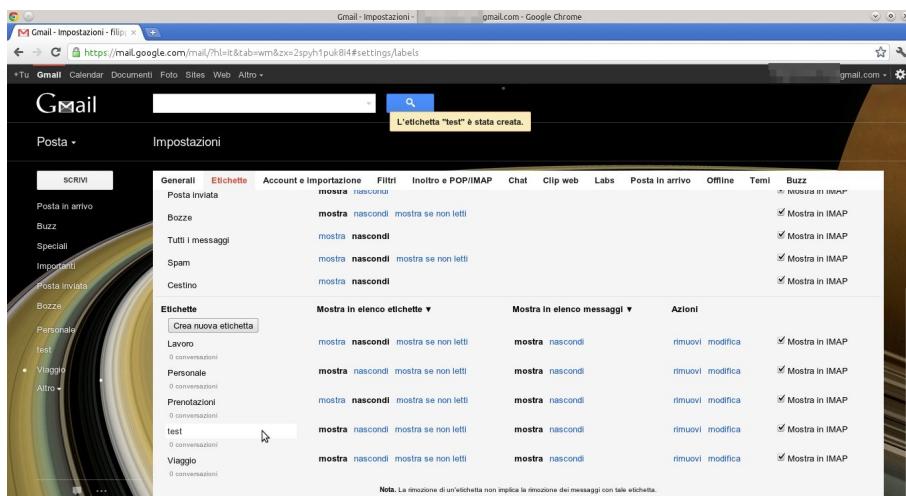 Gmail - Impostazioni - gmail.com - Google Chrome
Gmail - Impostazioni - filip
https://mail.google.com/mail/?hl=it&tab=wm&zx=2spyh1puk8i4#settings/labels
+Tu Gmail Calendar Documenti Foto Sites Web Altro gmail.com
Gmail
L'etichetta "test" è stata creata.
Posta Impostazioni
SCRIVI
Posta in arrivo
Buzz
Speciali
Importanti
Posta inviata
Bozze
Personale
test
Viaggio
Altro
Generali Etichette Account e importazione Filtri Inoltro e POP/IMAP Chat Clip web Labs Posta in arrivo Offline Temi Buzz
Posta inviata mostra nascondi Mostra in IMAP
Bozze mostra nascondi mostra se non letti Mostra in IMAP
Tutti i messaggi mostra nascondi Mostra in IMAP
Spam mostra nascondi mostra se non letti Mostra in IMAP
Cestino mostra nascondi Mostra in IMAP
Etichette Mostra in elenco etichette ▼ Mostra in elenco messaggi ▼ Azioni
Crea nuova etichetta
Lavoro mostra nascondi mostra se non letti mostra nascondi rimuovi modifica Mostra in IMAP
0 conversazioni
Personale mostra nascondi mostra se non letti mostra nascondi rimuovi modifica Mostra in IMAP
0 conversazioni
Prenotazioni mostra nascondi mostra se non letti mostra nascondi rimuovi modifica Mostra in IMAP
0 conversazioni
test mostra nascondi mostra se non letti mostra nascondi rimuovi modifica Mostra in IMAP
0 conversazioni
Viaggio mostra nascondi mostra se non letti mostra nascondi rimuovi modifica Mostra in IMAP
0 conversazioni
Nota. La rimozione di un'etichetta non implica la rimozione dei messaggi con tale etichetta.